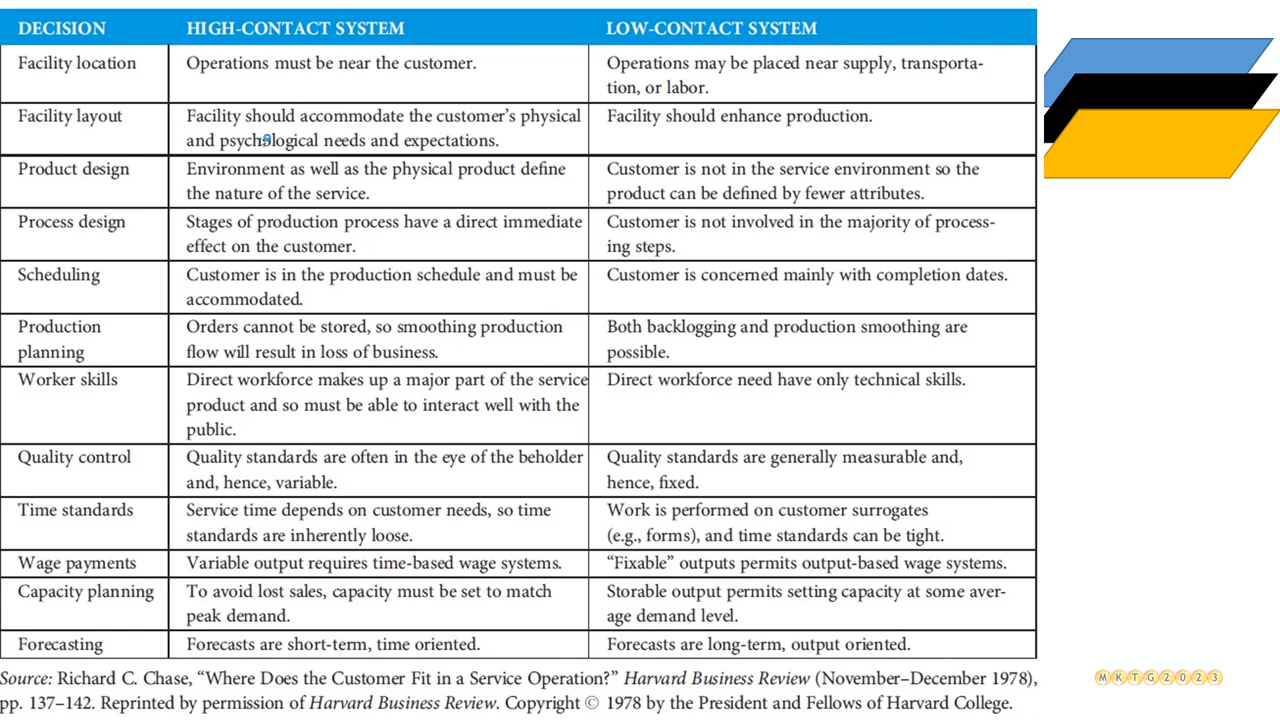 DECISION HIGH-CONTACT SYSTEM LOW-CONTACT SYSTEM
Facility location Operations must be near the customer. Operations may be placed near supply, transporta-
tion, or labor.
Facility layout Facility should accommodate the customer's physical Facility should enhance production.
and psychological needs and expectations.
Product design Environment as well as the physical product define Customer is not in the service environment so the
the nature of the service. product can be defined by fewer attributes.
Process design Stages of production process have a direct immediate Customer is not involved in the majority of process-
effect on the customer. ing steps.
Scheduling Customer is in the production schedule and must be Customer is concerned mainly with completion dates.
accommodated.
Production Orders cannot be stored, so smoothing production Both backlogging and production smoothing are
planning flow will result in loss of business. possible.
Worker skills Direct workforce makes up a major part of the service Direct workforce need have only technical skills.
product and so must be able to interact well with the
public.
Quality control Quality standards are often in the eye of the beholder Quality standards are generally measurable and,
and, hence, variable. hence, fixed.
Time standards Service time depends on customer needs, so time Work is performed on customer surrogates
standards are inherently loose. (e.g., forms), and time standards can be tight.
Wage payments Variable output requires time-based wage systems. "Fixable" outputs permits output-based wage systems.
Capacity planning To avoid lost sales, capacity must be set to match Storable output permits setting capacity at some aver-
peak demand. age demand level.
Forecasting Forecasts are short-term, time oriented. Forecasts are long-term, output oriented.
Source: Richard C. Chase, "Where Does the Customer Fit in a Service Operation?" Harvard Business Review (November–December 1978),
pp. 137–142. Reprinted by permission of Harvard Business Review. Copyright © 1978 by the President and Fellows of Harvard College.
MKTG2023